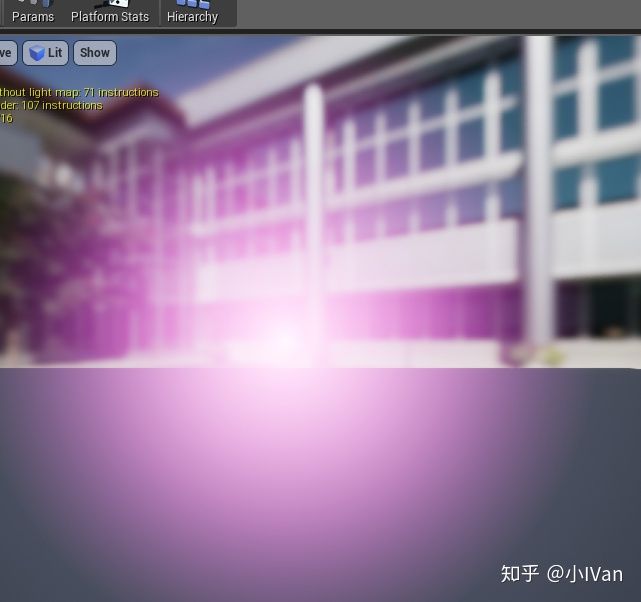 Params Platform Stats Hierarchy
ve Lit Show
thout light map: 71 instructions
der: 107 instructions
16
知乎 @小IVan